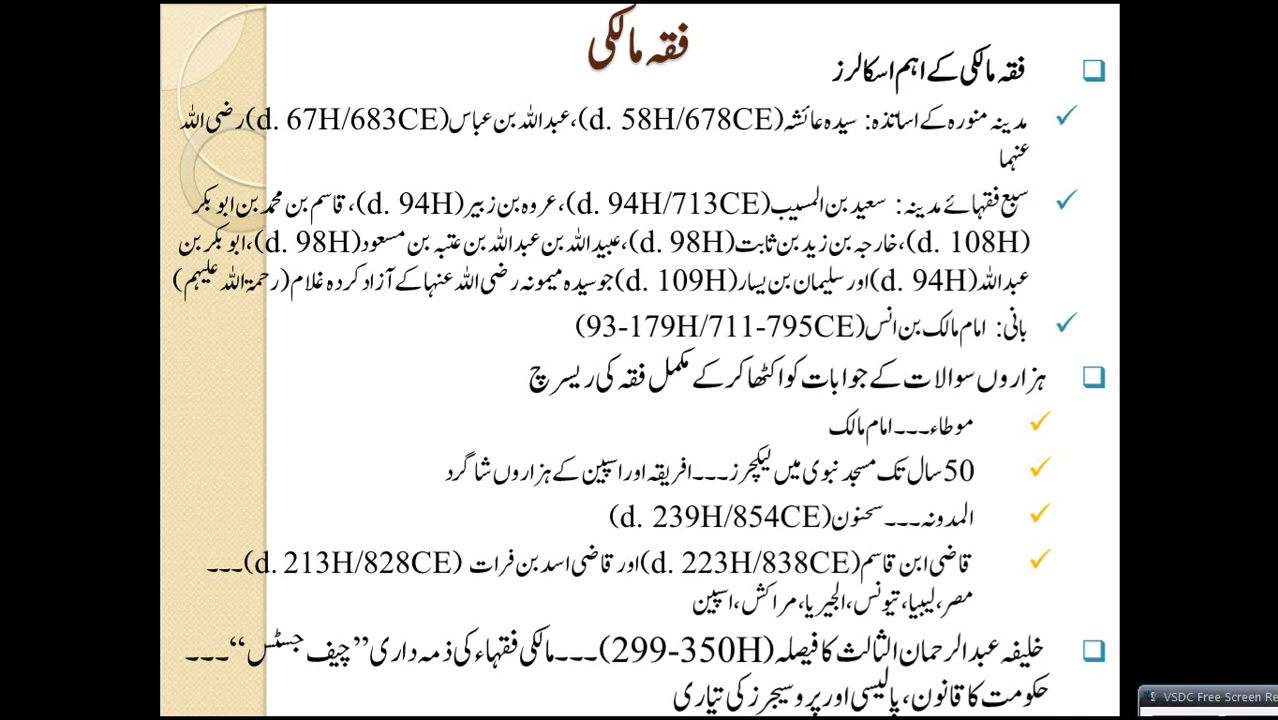 فقہ مالکی
فقہ مالکی کے اہم اسکالرز
مدینہ منورہ کے اساتذہ: سیدہ عائشہ (d. 58H/678CE)، عبداللہ بن عباس (d. 67H/683CE) رضی اللہ
عنہما
سبع فقہائے مدینہ: سعید بن المسیب (d. 94H/713CE)، عروہ بن زبیر (d. 94H)، قاسم بن محمد بن ابو بکر
(d. 108H)، خارجہ بن زید بن ثابت (d. 98H)، عبید اللہ بن عبد اللہ بن عتبہ بن مسعود (d. 98H)، ابو بکر بن
عبد اللہ (d. 94H) اور سلیمان بن یسار (d. 109H) جو سیدہ میمونہ رضی اللہ عنہا کے آزاد کردہ غلام (رحمۃ اللہ علیہم)
بانی: امام مالک بن انس (93-179H/711-795CE)
ہزاروں سوالات کے جوابات کو اکٹھا کر کے مکمل فقہ کی ریسرچ
موطاء۔۔۔ امام مالک
50 سال تک مسجد نبوی میں لیکچرز۔۔۔ افریقہ اور اسپین کے ہزاروں شاگرد
المدونہ۔۔۔ سحنون (d. 239H/854CE)
قاضی ابن قاسم (d. 223H/838CE) اور قاضی اسد بن فرات (d. 213H/828CE)۔۔۔
مصر، لیبیا، تیونس، الجیریا، مراکش، اسپین
خلیفہ عبد الرحمان الثالث کا فیصلہ (299-350H)۔۔۔ مالکی فقہاء کی ذمہ داری ”چیف جسٹس“۔۔۔
حکومت کا قانون، پالیسی اور پروسیجرز کی تیاری
VSDC Free Screen Re